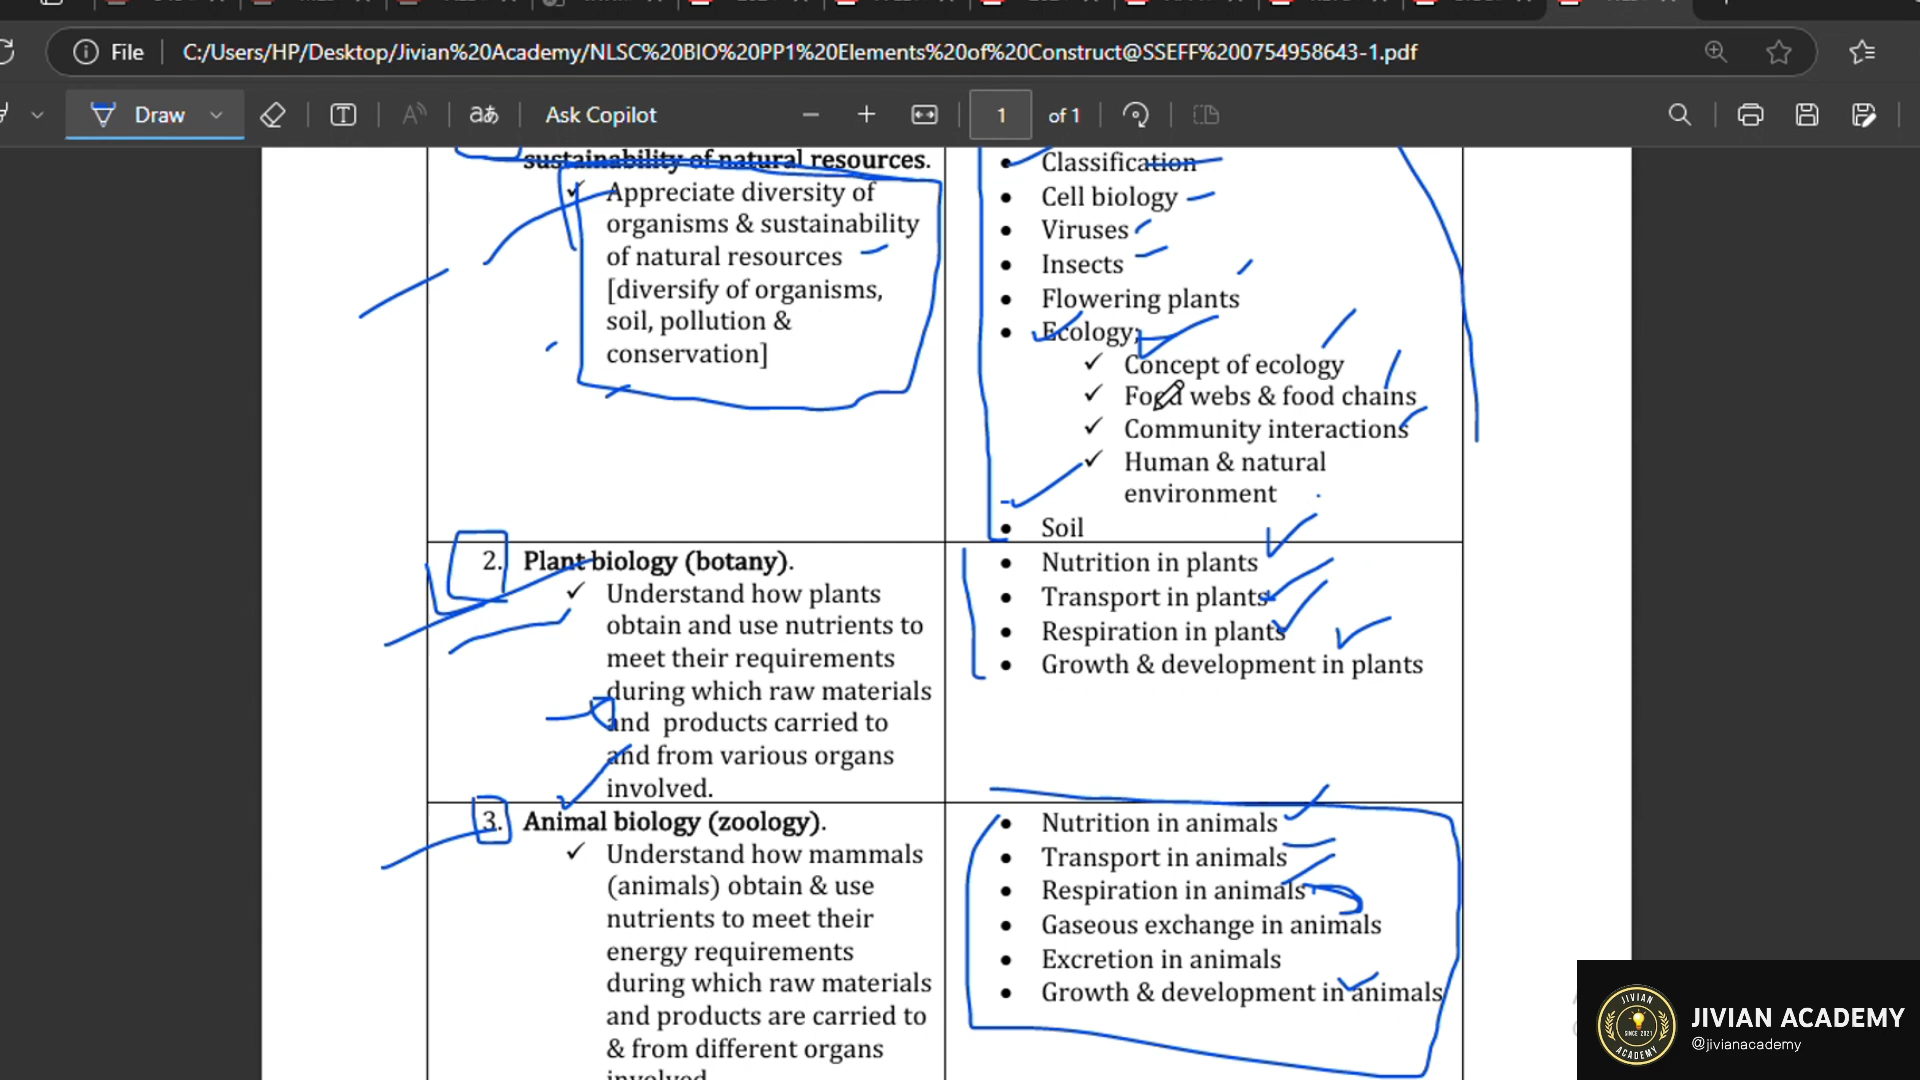 File
C:/Users/HP/Desktop/Jivian%20Academy/NLSC%20BIO%20PP1%20Elements%20of%20Construct@SSEFF%200754958643-1.pdf
Draw
T
A
aあ
Ask Copilot
1
of 1
sustainability of natural resources.
✓ Appreciate diversity of
organisms & sustainability
of natural resources
[diversify of organisms,
soil, pollution &
conservation]
• Classification
• Cell biology
• Viruses
• Insects
• Flowering plants
• Ecology;
✓ Concept of ecology
✓ Food webs & food chains
✓ Community interactions
✓ Human & natural
environment
• Soil
2. Plant biology (botany).
✓ Understand how plants
obtain and use nutrients to
meet their requirements
during which raw materials
and products carried to
and from various organs
involved.
• Nutrition in plants
• Transport in plants
• Respiration in plants
• Growth & development in plants
3. Animal biology (zoology).
✓ Understand how mammals
(animals) obtain & use
nutrients to meet their
energy requirements
during which raw materials
and products are carried to
& from different organs
involved
• Nutrition in animals
• Transport in animals
• Respiration in animals
• Gaseous exchange in animals
• Excretion in animals
• Growth & development in animals
JIVIAN
SINCE 2021
ACADEMY
JIVIAN ACADEMY
@jivianacademy